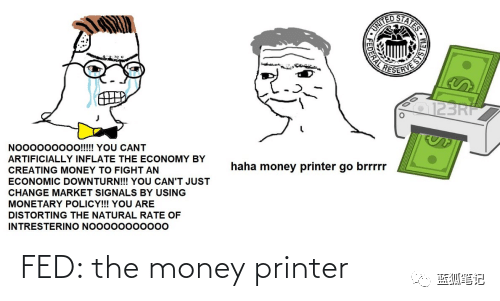 UNITED STATES
FEDERAL RESERVE SYSTEM
123RF
NOOOOOOOOO!!!!! YOU CANT
ARTIFICIALLY INFLATE THE ECONOMY BY
CREATING MONEY TO FIGHT AN
ECONOMIC DOWNTURN!!! YOU CAN'T JUST
CHANGE MARKET SIGNALS BY USING
MONETARY POLICY!!! YOU ARE
DISTORTING THE NATURAL RATE OF
INTRESTERINO NOOOOOOOOOOO
haha money printer go brrrrr
FED: the money printer
蓝狐笔记